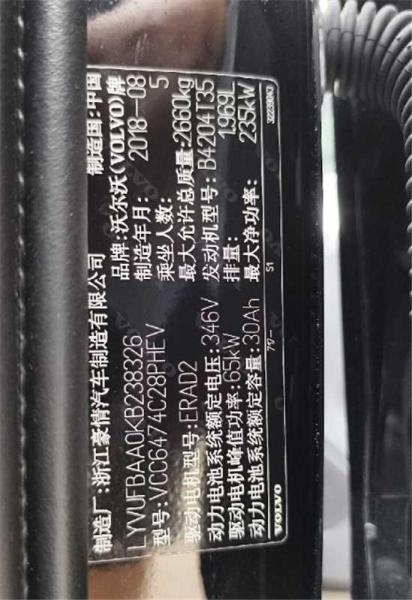 制造厂:浙江豪情汽车制造有限公司 制造国:中国
LYVUFBAA0KB238326 品牌:沃尔沃(VOLVO)牌
型号:VCC6474C28PHEV 制造年月: 2018-08
乘坐人数: 5
驱动电机型号:ERAD2 最大允许总质量:2660kg
动力电池系统额定电压:346V 发动机型号:B4204T35
驱动电机峰值功率:65kW 排量: 1.969L
动力电池系统额定容量:30Ah 最大净功率: 235kW
VOLVO S1 32239043